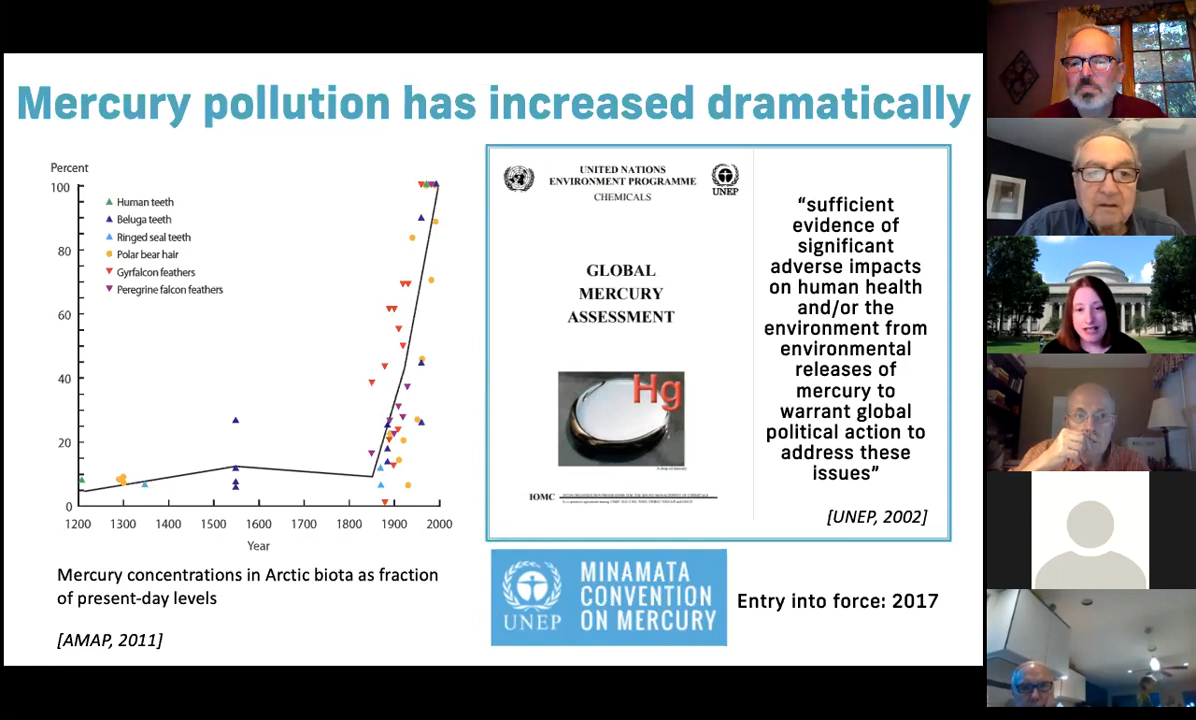 Mercury pollution has increased dramatically
Percent
100
80
60
40
20
0
Human teeth
Beluga teeth
Ringed seal teeth
Polar bear hair
Gyrfalcon feathers
Peregrine falcon feathers
1200 1300 1400 1500 1600 1700 1800 1900 2000
Year
Mercury concentrations in Arctic biota as fraction
of present-day levels
[AMAP, 2011]
UNITED NATIONS
ENVIRONMENT PROGRAMME
CHEMICALS
UNEP
GLOBAL
MERCURY
ASSESSMENT
Hg
A drop of mercury
IOMC
“sufficient
evidence of
significant
adverse impacts
on human health
and/or the
environment from
environmental
releases of
mercury to
warrant global
political action to
address these
issues”
[UNEP, 2002]
UNEP
MINAMATA
CONVENTION
ON MERCURY
Entry into force: 2017